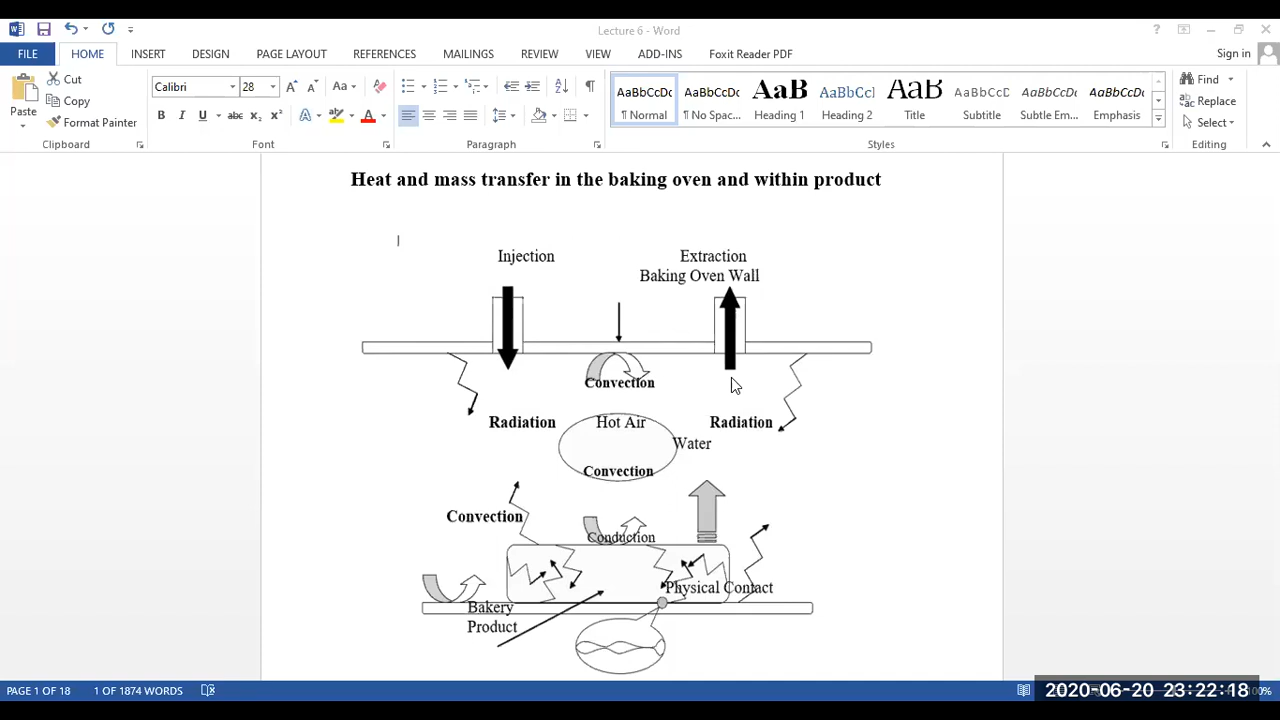 Lecture 6 - Word
?
FILE HOME INSERT DESIGN PAGE LAYOUT REFERENCES MAILINGS REVIEW VIEW ADD-INS Foxit Reader PDF Sign in
Paste
Cut
Copy
Format Painter
Clipboard
Calibri 28
Aa
B I U abc x₂ x² A A
Font
Paragraph
AaBbCcDc AaBbCcDc AaB AaBbCcl AaB AaBbCcD AaBbCcDc AaBbCcDc
¶ Normal ¶ No Spac... Heading 1 Heading 2 Title Subtitle Subtle Em... Emphasis
Styles
Find
Replace
Select
Editing
Heat and mass transfer in the baking oven and within product
Injection Extraction
Baking Oven Wall
Convection
Radiation Hot Air Radiation
Water
Convection
Convection
Conduction
Physical Contact
Bakery
Product
PAGE 1 OF 18 1 OF 1874 WORDS
2020-06-20 23:22:18